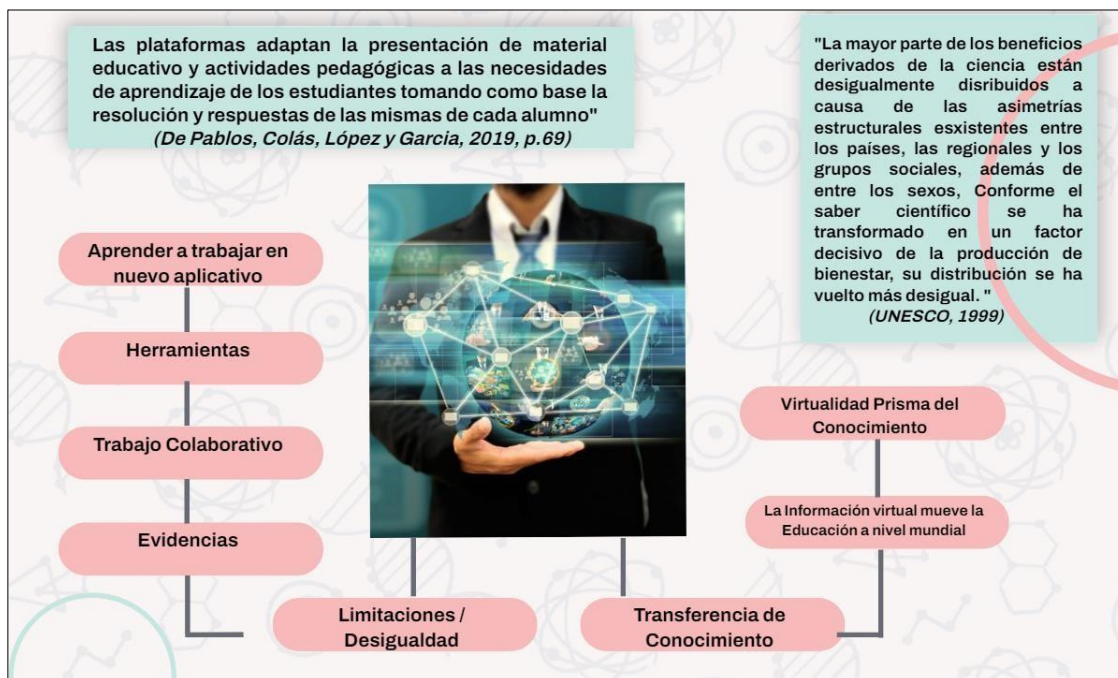 Las plataformas adaptan la presentación de material
educativo y actividades pedagógicas a las necesidades
de aprendizaje de los estudiantes tomando como base la
resolución y respuestas de las mismas de cada alumno"
(De Pablos, Colás, López y Garcia, 2019, p.69)
"La mayor parte de los beneficios
derivados de la ciencia están
desigualmente disribuidos a
causa de las asimetrías
estructurales esxistentes entre
los países, las regionales y los
grupos sociales, además de
entre los sexos, Conforme el
saber científico se ha
transformado en un factor
decisivo de la producción de
bienestar, su distribución se ha
vuelto más desigual. "
(UNESCO, 1999)
Aprender a trabajar en
nuevo aplicativo
Herramientas
Trabajo Colaborativo
Evidencias
Limitaciones /
Desigualdad
Transferencia de
Conocimiento
Virtualidad Prisma del
Conocimiento
La Información virtual mueve la
Educación a nivel mundial